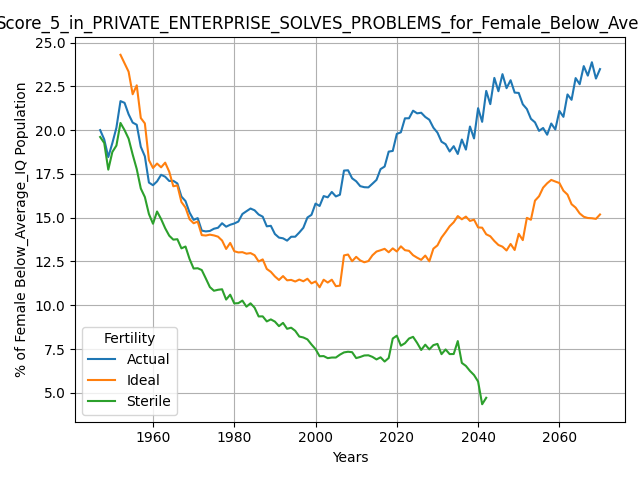 Score_5_in_PRIVATE_ENTERPRISE_SOLVES_PROBLEMS_for_Female_Below_Ave
25.0
22.5
20.0
17.5
15.0
12.5
10.0
7.5
5.0
% of Female Below_Average_IQ Population
Fertility
Actual
Ideal
Sterile
1960 1980 2000 2020 2040 2060
Years